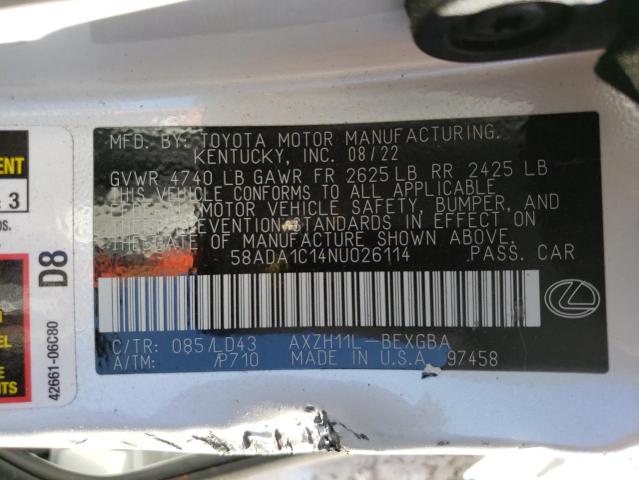 MFD. BY: TOYOTA MOTOR MANUFACTURING.
KENTUCKY, INC. 08/22
GVWR 4740 LB GAWR FR 2625 LB RR 2425 LB
THIS VEHICLE CONFORMS TO ALL APPLICABLE
MOTOR VEHICLE SAFETY, BUMPER, AND
PREVENTION STANDARDS IN EFFECT ON
THE DATE OF MANUFACTURE SHOWN ABOVE.
58ADA1C14NU026114 PASS. CAR
C/TR: 085/LD43 AXZH11L-BEXGBA
A/TM: /P710 MADE IN U.S.A. 97458
D8
42661-06C80
3